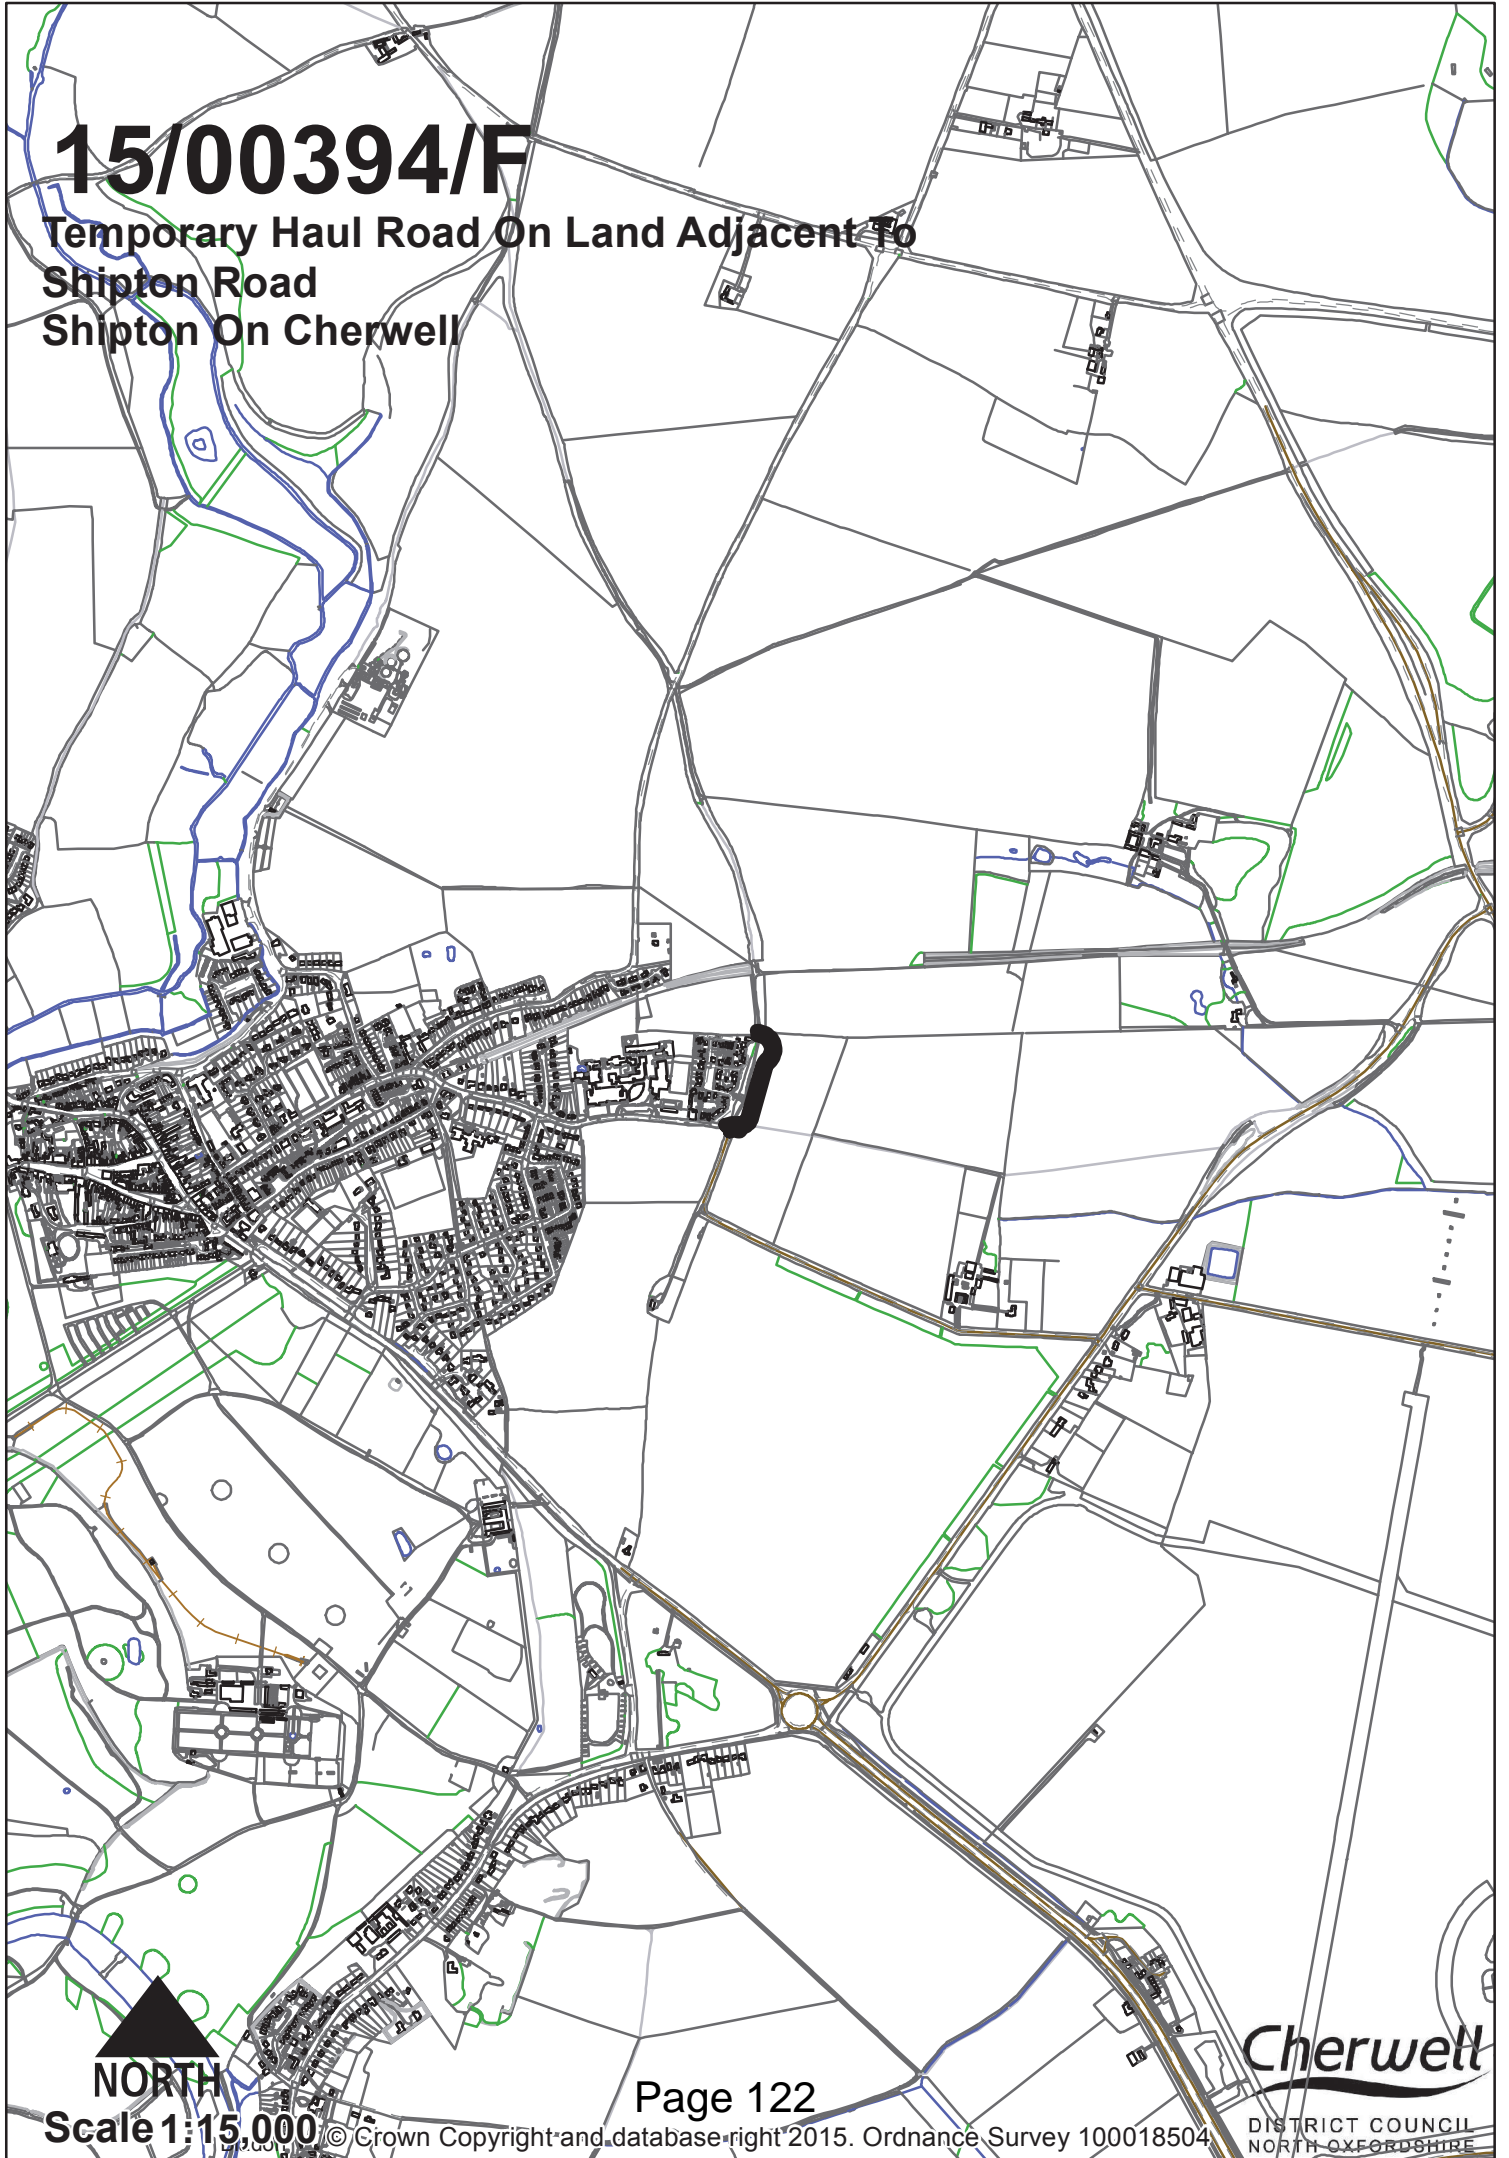 15/00394/F
Temporary Haul Road On Land Adjacent To
Shipton Road
Shipton On Cherwell
NORTH
Scale 1:15,000
Page 122
© Crown Copyright and database right 2015. Ordnance Survey 100018504
Cherwell
DISTRICT COUNCIL
NORTH OXFORDSHIRE